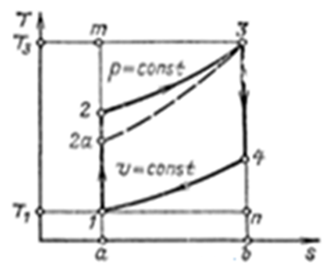 T
T₃ m 3
p=const
2
2a
4
υ=const
T₁ 1 n
a b s